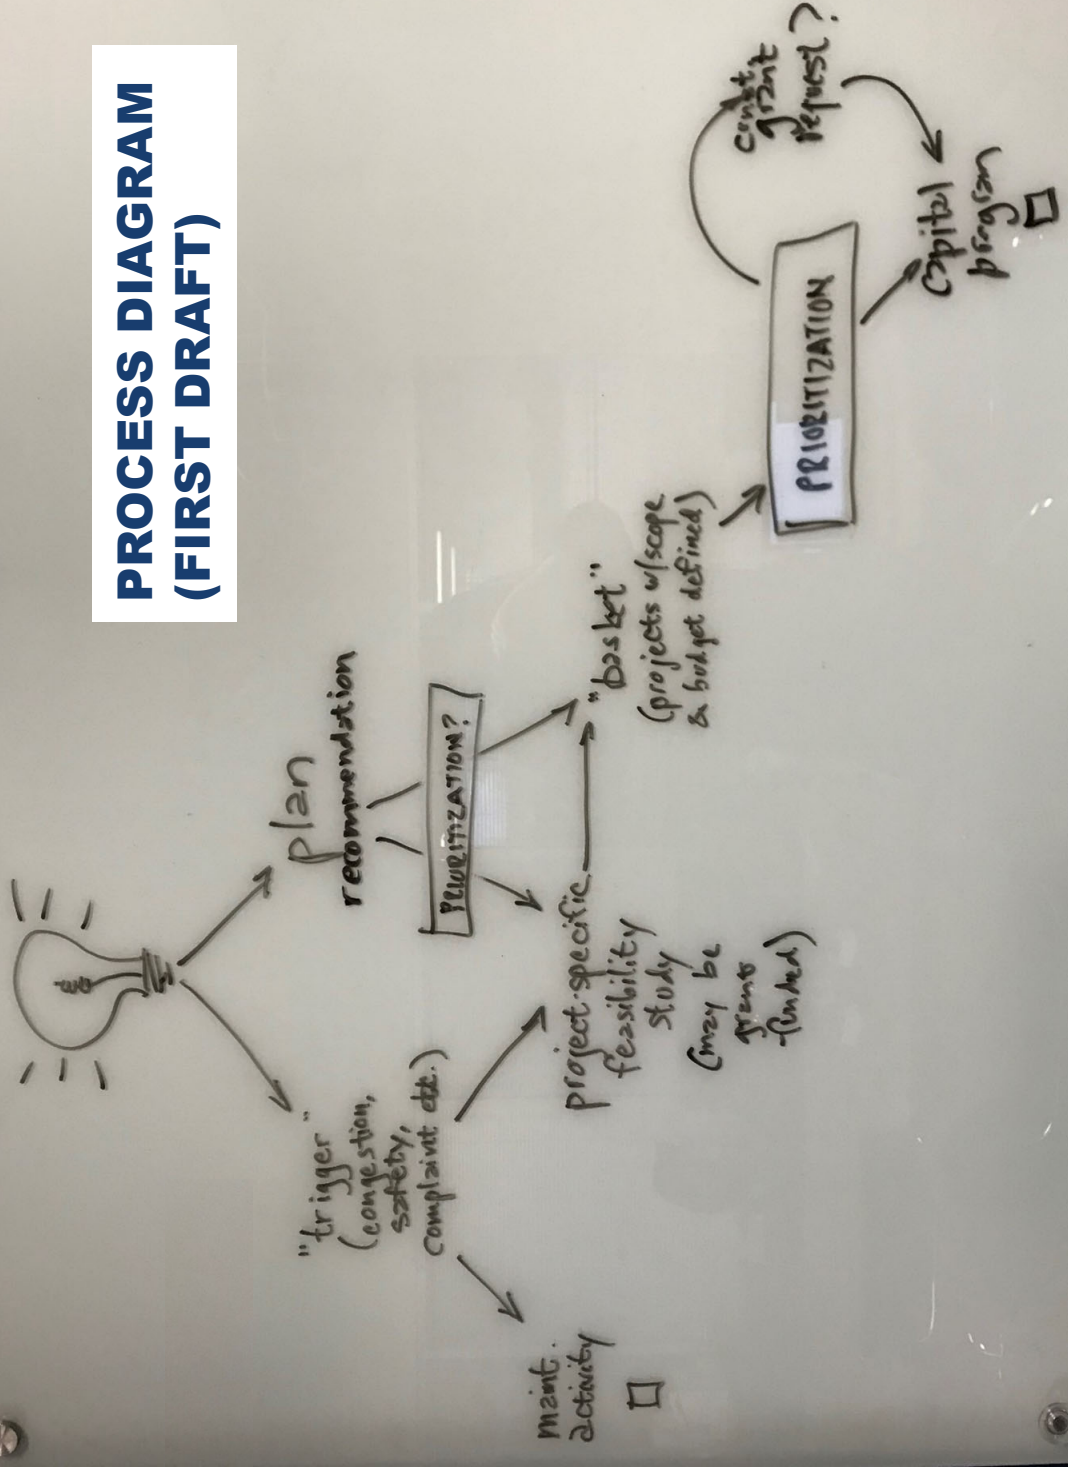 PROCESS DIAGRAM
(FIRST DRAFT)
"trigger"
(congestion,
safety,
complaint etc.)
plan
recommendation
PRIORITIZATION?
maint.
activity
project-specific
feasibility
study
(may be
grant
funded)
"basket"
(projects w/scope
& budget defined)
PRIORITIZATION
const.
grant
request?
capital
program